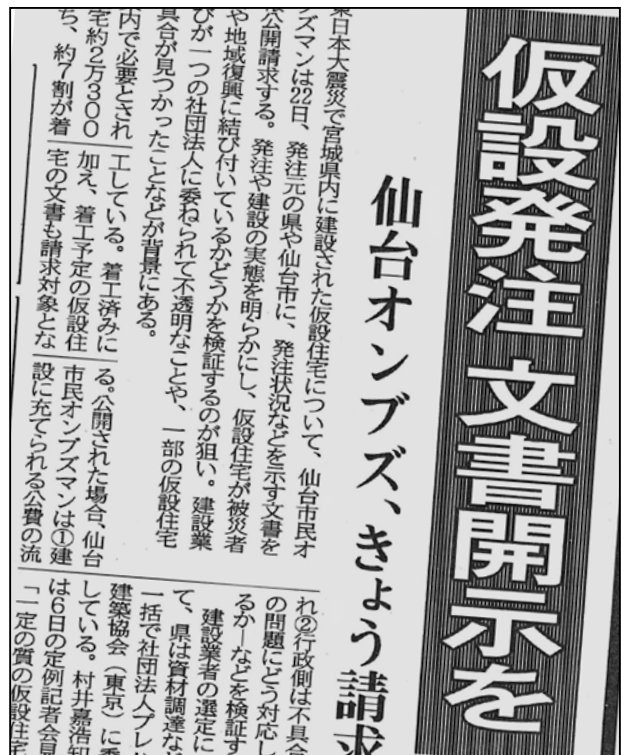 仮設発注 文書開示を
仙台オンブズ、きょう請求
東日本大震災で宮城県内に建設された仮設住宅について、仙台市民オ
ンブズマンは22日、発注元の県や仙台市に、発注状況などを示す文書を
公開請求する。発注や建設の実態を明らかにし、仮設住宅が被災者
や地域復興に結び付いているかどうかを検証するのが狙い。建設業
びが一つの社団法人に委ねられて不透明なことや、一部の仮設住宅
具合が見つかったことなどが背景にある。
内で必要とされ
宅約2万300
ち、約7割が着
工している。着工済みに
加え、着工予定の仮設住
宅の文書も請求対象とな
る。公開された場合、仙台
市民オンブズマンは①建
設に充てられる公費の流
れ②行政側は不具合
の問題にどう対応し
るか―などを検証す
建設業者の選定に
て、県は資材調達な
一括で社団法人プレ
建築協会（東京）に委
している。村井嘉浩知
は6日の定例記者会見
「一定の質の仮設住宅